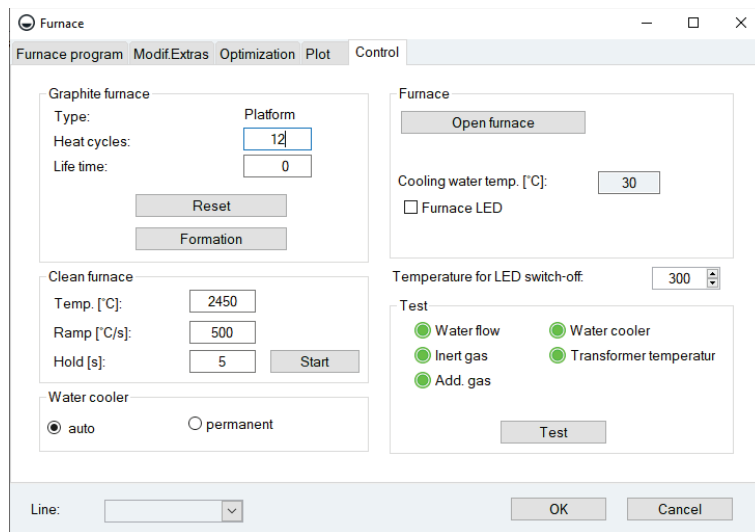 Furnace
Furnace program Modif.Extras Optimization Plot Control
Graphite furnace
Type: Platform
Heat cycles: 12
Life time: 0
Reset
Formation
Clean furnace
Temp. [°C]: 2450
Ramp [°C/s]: 500
Hold [s]: 5 Start
Water cooler
auto permanent
Furnace
Open furnace
Cooling water temp. [°C]: 30
Furnace LED
Temperature for LED switch-off: 300
Test
Water flow Water cooler
Inert gas Transformer temperatur
Add. gas
Test
Line:
OK Cancel